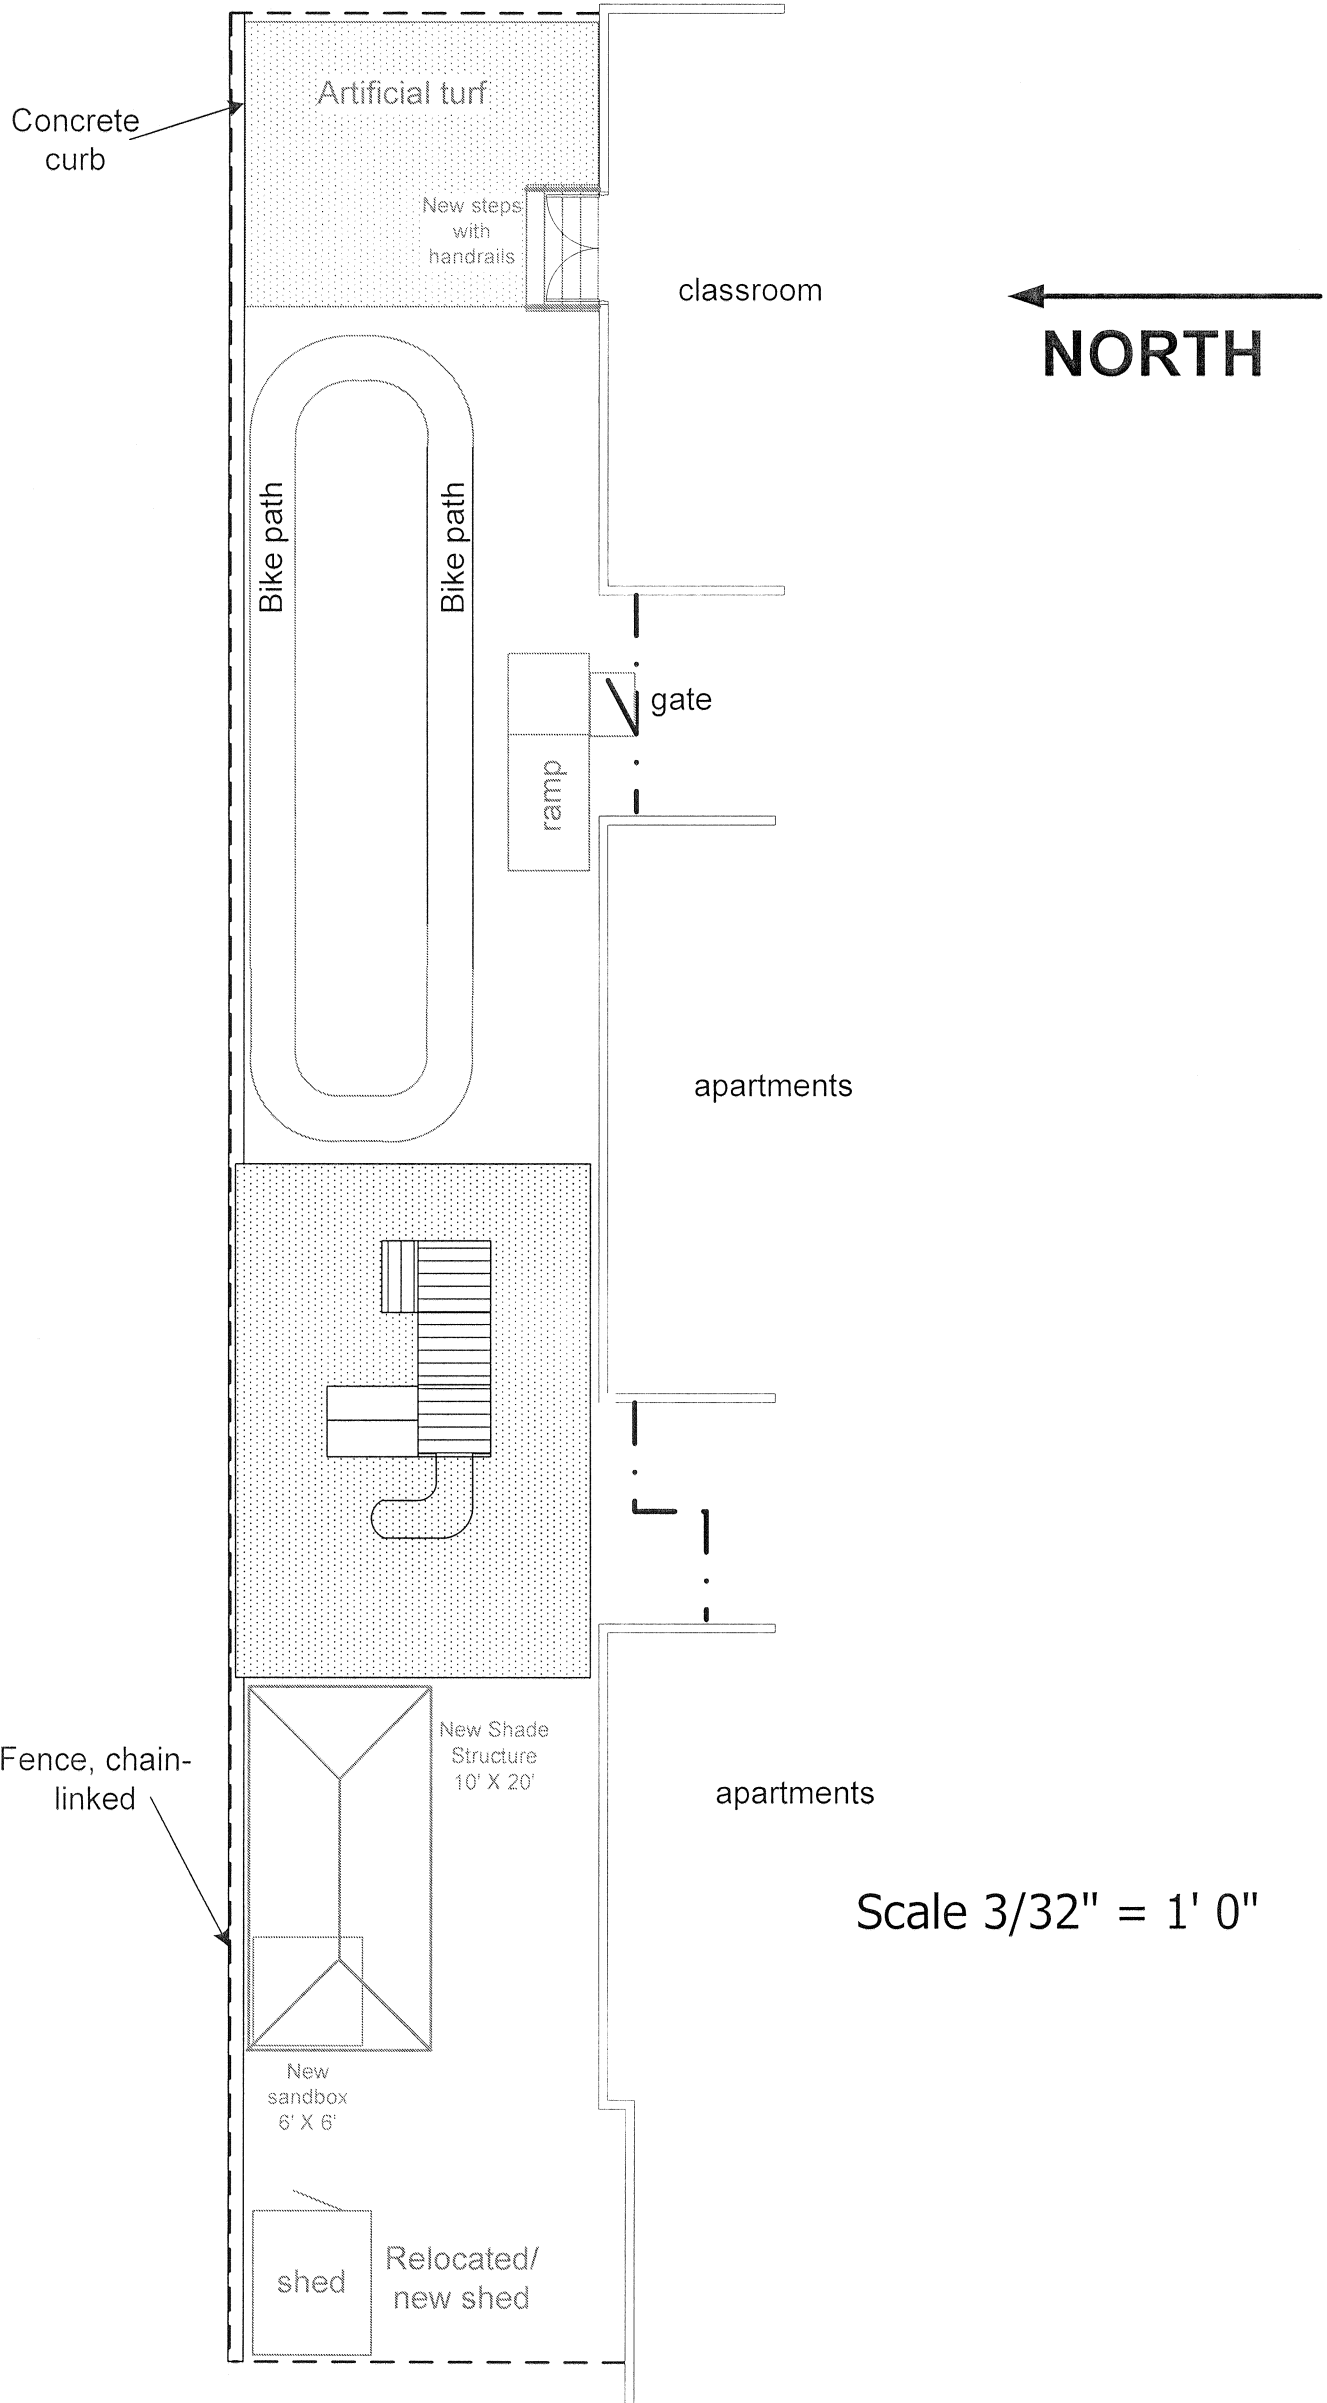 Artificial turf
Concrete
curb
New steps
with
handrails
classroom
NORTH
Bike path
Bike path
gate
ramp
apartments
New Shade
Structure
10' X 20'
Fence, chain-
linked
apartments
Scale 3/32" = 1' 0"
New
sandbox
6' X 6'
shed
Relocated/
new shed